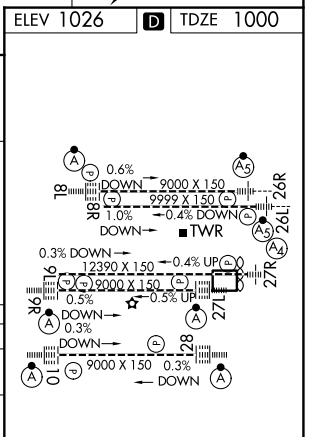 ELEV 1026 D TDZE 1000
A P 0.6% A5
DOWN → 9000 X 150
8L 26R
P 9999 X 150 P
8R 1.0% ←0.4% DOWN P 26L
DOWN → TWR A5 A4
0.3% DOWN →
12390 X 150 ←0.4% UP P
9L 27R
P P 9000 X 150 P
9R 0.5% ←0.5% UP 27L
A DOWN → A
0.3%
DOWN → P 28
10 P 9000 X 150 0.3%
A ← DOWN A